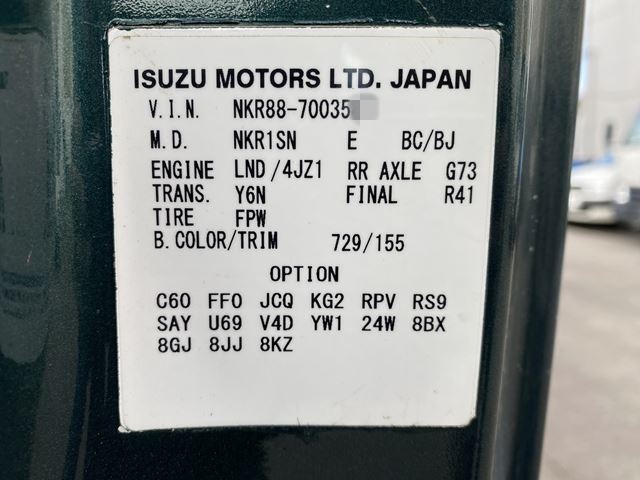 ISUZU MOTORS LTD. JAPAN
V.I.N. NKR88-70035
M.D. NKR1SN E BC/BJ
ENGINE LND/4JZ1 RR AXLE G73
TRANS. Y6N FINAL R41
TIRE FPW
B.COLOR/TRIM 729/155
OPTION
C60 FF0 JCQ KG2 RPV RS9
SAY U69 V4D YW1 24W 8BX
8GJ 8JJ 8KZ